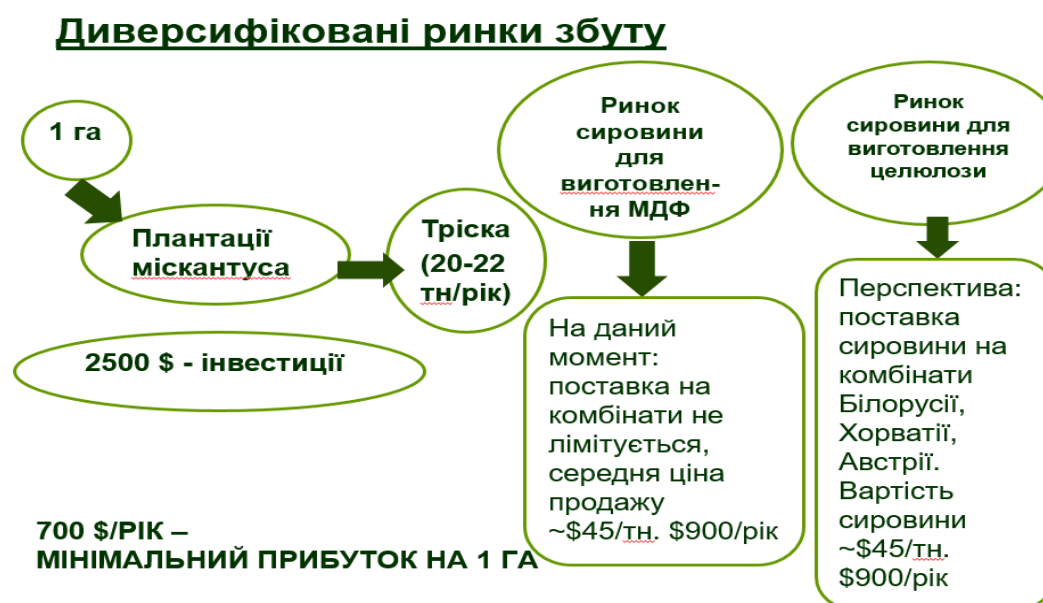 Диверсифіковані ринки збуту
1 га
Плантації
міскантуса
Тріска
(20-22
тн/рік)
2500 $ - інвестиції
700 $/РІК –
МІНІМАЛЬНИЙ ПРИБУТОК НА 1 ГА
Ринок
сировини
для
виготовлен-
ня МДФ
На даний
момент:
поставка на
комбінати не
лімітується,
середня ціна
продажу
~$45/тн. $900/рік
Ринок
сировини для
виготовлення
целюлози
Перспектива:
поставка
сировини на
комбінати
Білорусії,
Хорватії,
Австрії.
Вартість
сировини
~$45/тн.
$900/рік